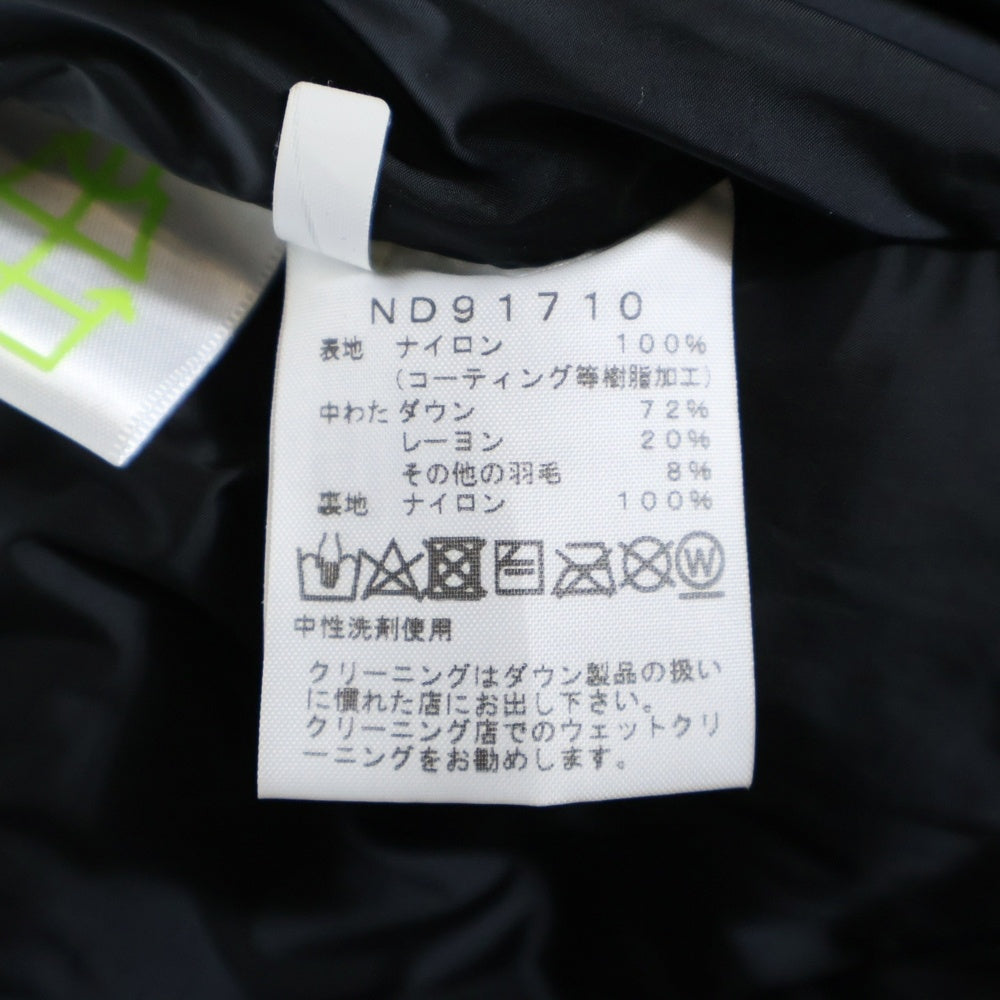 ND91710
表地 ナイロン 100%
(コーティング等樹脂加工)
中わた ダウン 72%
レーヨン 20%
その他の羽毛 8%
裏地 ナイロン 100%
W
中性洗剤使用
クリーニングはダウン製品の扱い
に慣れた店にお出し下さい。
クリーニング店でのウェットクリ
ーニングをお勧めします。